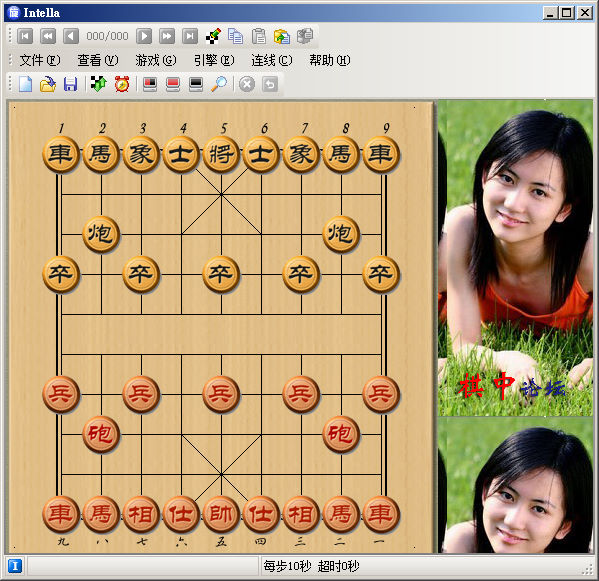 Intella
000/000
文件(F) 查看(V) 游戏(G) 引擎(E) 连线(C) 帮助(H)
1 2 3 4 5 6 7 8 9
車 馬 象 士 將 士 象 馬 車
炮 炮
卒 卒 卒 卒 卒
兵 兵 兵 兵 兵
砲 砲
車 馬 相 仕 帥 仕 相 馬 車
九 八 七 六 五 四 三 二 一
棋中论坛
每步10秒 超时0秒